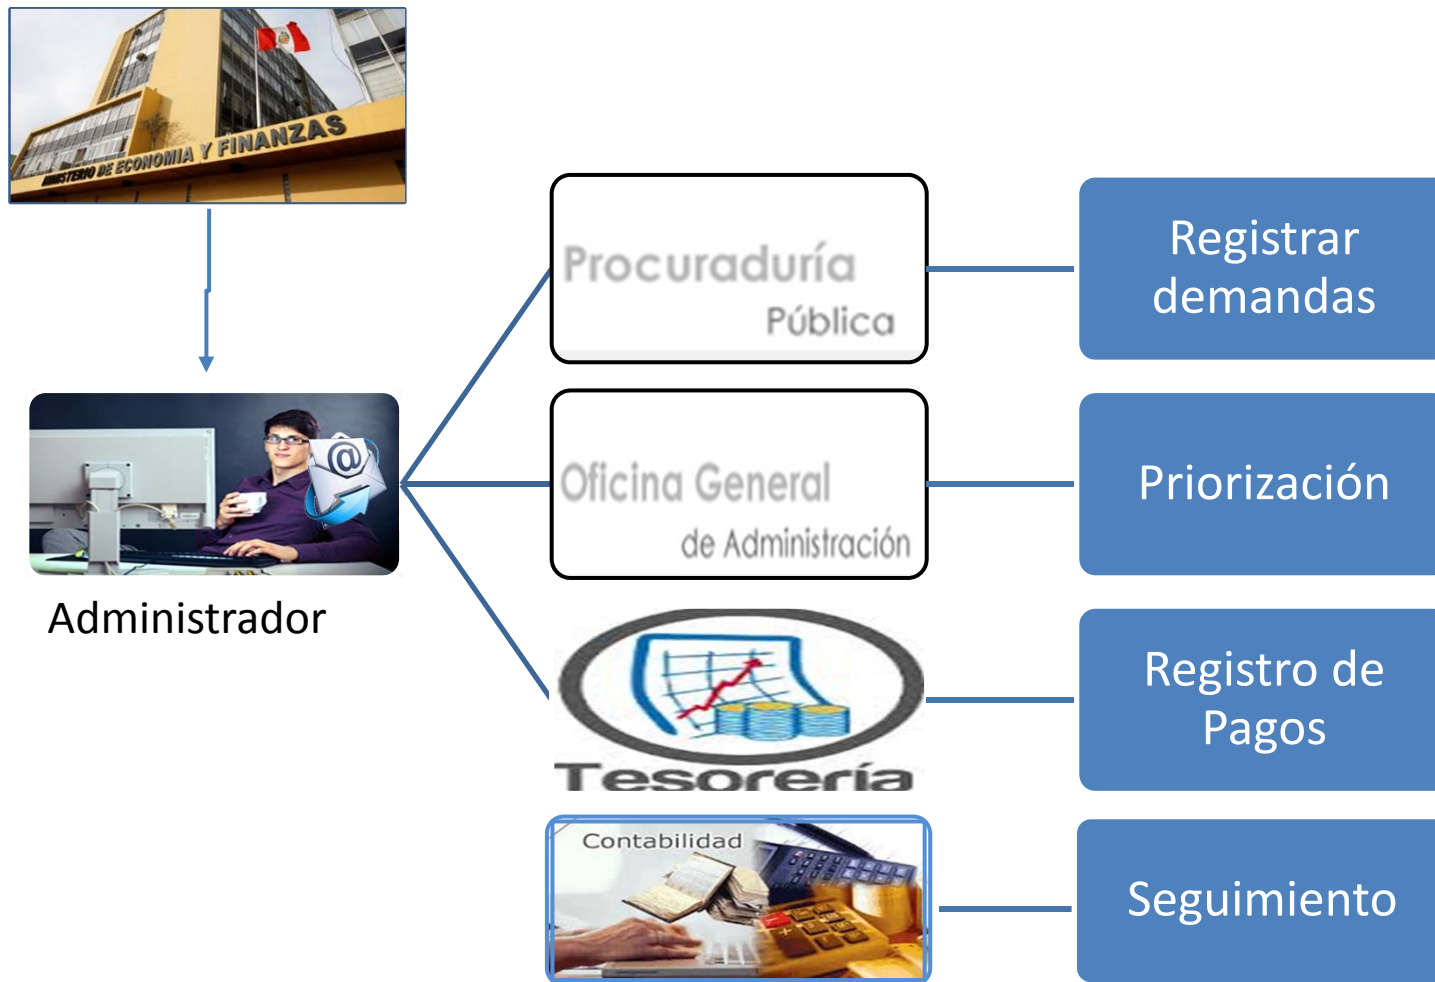 MINISTERIO DE ECONOMIA Y FINANZAS
Procuraduría
Pública
Registrar
demandas
@
Oficina General
de Administración
Priorización
Administrador
Tesorería
Registro de
Pagos
Contabilidad
Seguimiento